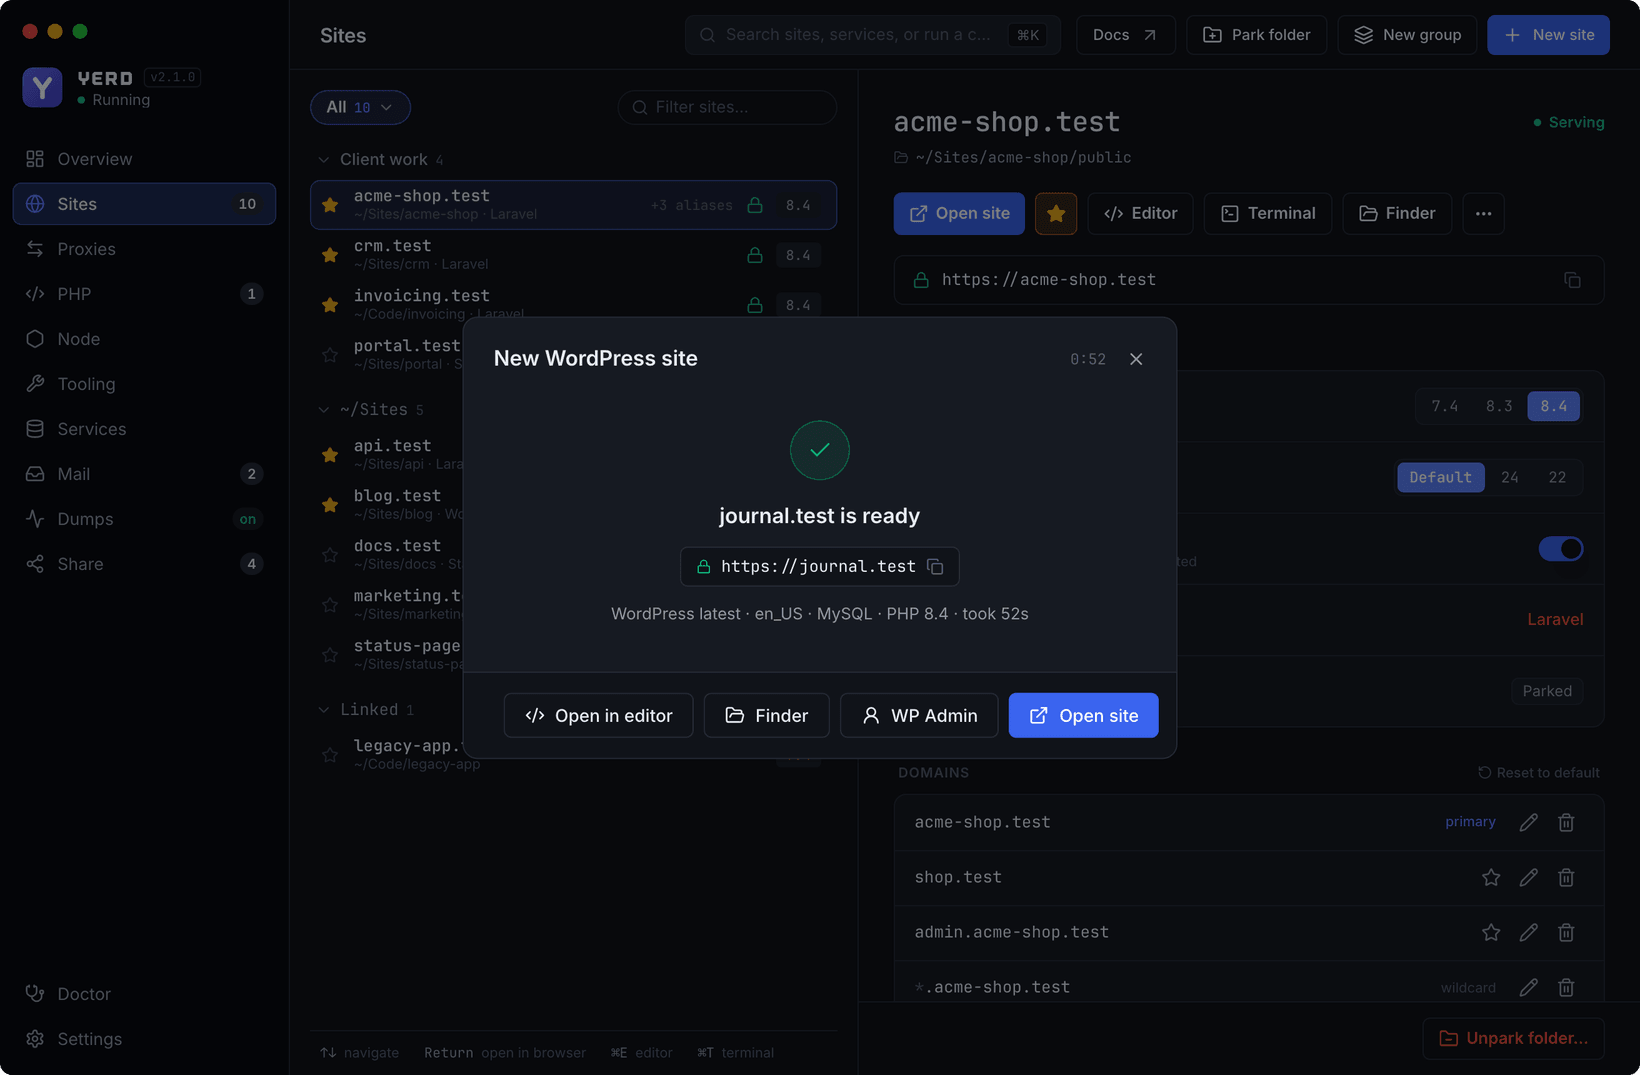 Sites
Search sites, services, or run a c... ⌘K
Docs
Park folder
New group
New site
YERD v2.1.0
Running
Overview
Sites 10
Proxies
PHP 1
Node
Tooling
Services
Mail 2
Dumps on
Share 4
Doctor
Settings
All 10
Filter sites...
Client work 4
acme-shop.test
~/Sites/acme-shop · Laravel
+3 aliases 8.4
crm.test
~/Sites/crm · Laravel
8.4
invoicing.test
~/Code/invoicing · Laravel
8.4
portal.test
~/Sites/portal · S
~/Sites 5
api.test
~/Sites/api · Lara
blog.test
~/Sites/blog · Wo
docs.test
~/Sites/docs · St
marketing.t
~/Sites/marketing
status-page
~/Sites/status-pa
Linked 1
legacy-app.
~/Code/legacy-app
↑↓ navigate Return open in browser ⌘E editor ⌘T terminal
New WordPress site 0:52
journal.test is ready
https://journal.test
WordPress latest · en_US · MySQL · PHP 8.4 · took 52s
Open in editor
Finder
WP Admin
Open site
acme-shop.test
Serving
~/Sites/acme-shop/public
Open site
Editor
Terminal
Finder
https://acme-shop.test
7.4 8.3 8.4
Default 24 22
ted
Laravel
Parked
DOMAINS
Reset to default
acme-shop.test primary
shop.test
admin.acme-shop.test
*.acme-shop.test wildcard
Unpark folder...